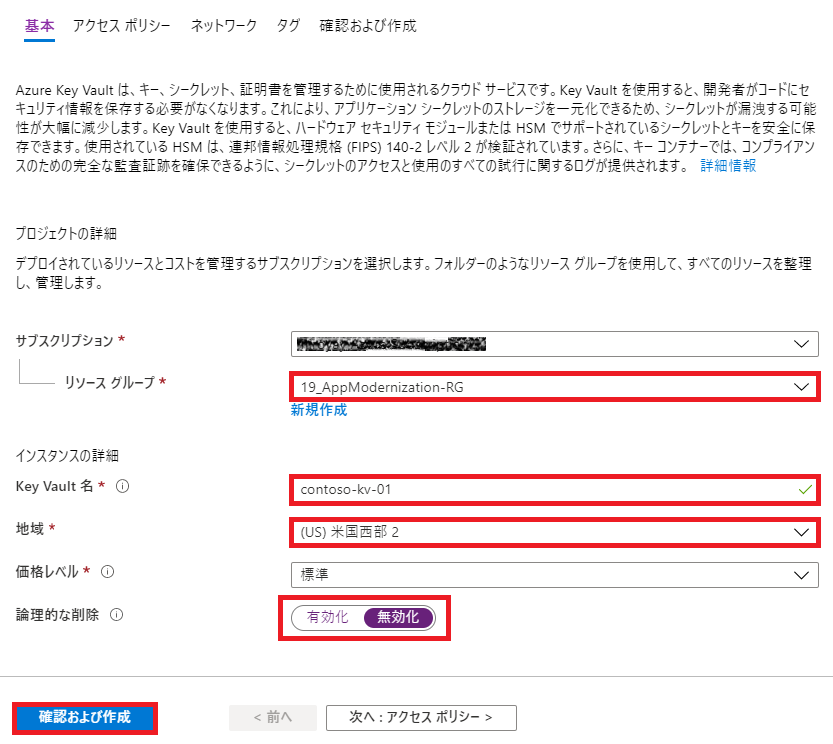 基本 アクセス ポリシー ネットワーク タグ 確認および作成
Azure Key Vault は、キー、シークレット、証明書を管理するために使用されるクラウド サービスです。Key Vault を使用すると、開発者がコードにセ
キュリティ情報を保存する必要がなくなります。これにより、アプリケーション シークレットのストレージを一元化できるため、シークレットが漏洩する可能
性が大幅に減少します。Key Vault を使用すると、ハードウェア セキュリティ モジュールまたは HSM でサポートされているシークレットとキーを安全に保
存できます。使用されている HSM は、連邦情報処理規格 (FIPS) 140-2 レベル 2 が検証されています。さらに、キー コンテナーでは、コンプライアン
スのための完全な監査証跡を確保できるように、シークレットのアクセスと使用のすべての試行に関するログが提供されます。 詳細情報
プロジェクトの詳細
デプロイされているリソースとコストを管理するサブスクリプションを選択します。フォルダーのようなリソース グループを使用して、すべてのリソースを整理
し、管理します。
サブスクリプション *
リソース グループ * 19_AppModernization-RG
新規作成
インスタンスの詳細
Key Vault 名 * contoso-kv-01
地域 * (US) 米国西部 2
価格レベル * 標準
論理的な削除 有効化 無効化
確認および作成 < 前へ 次へ : アクセス ポリシー >